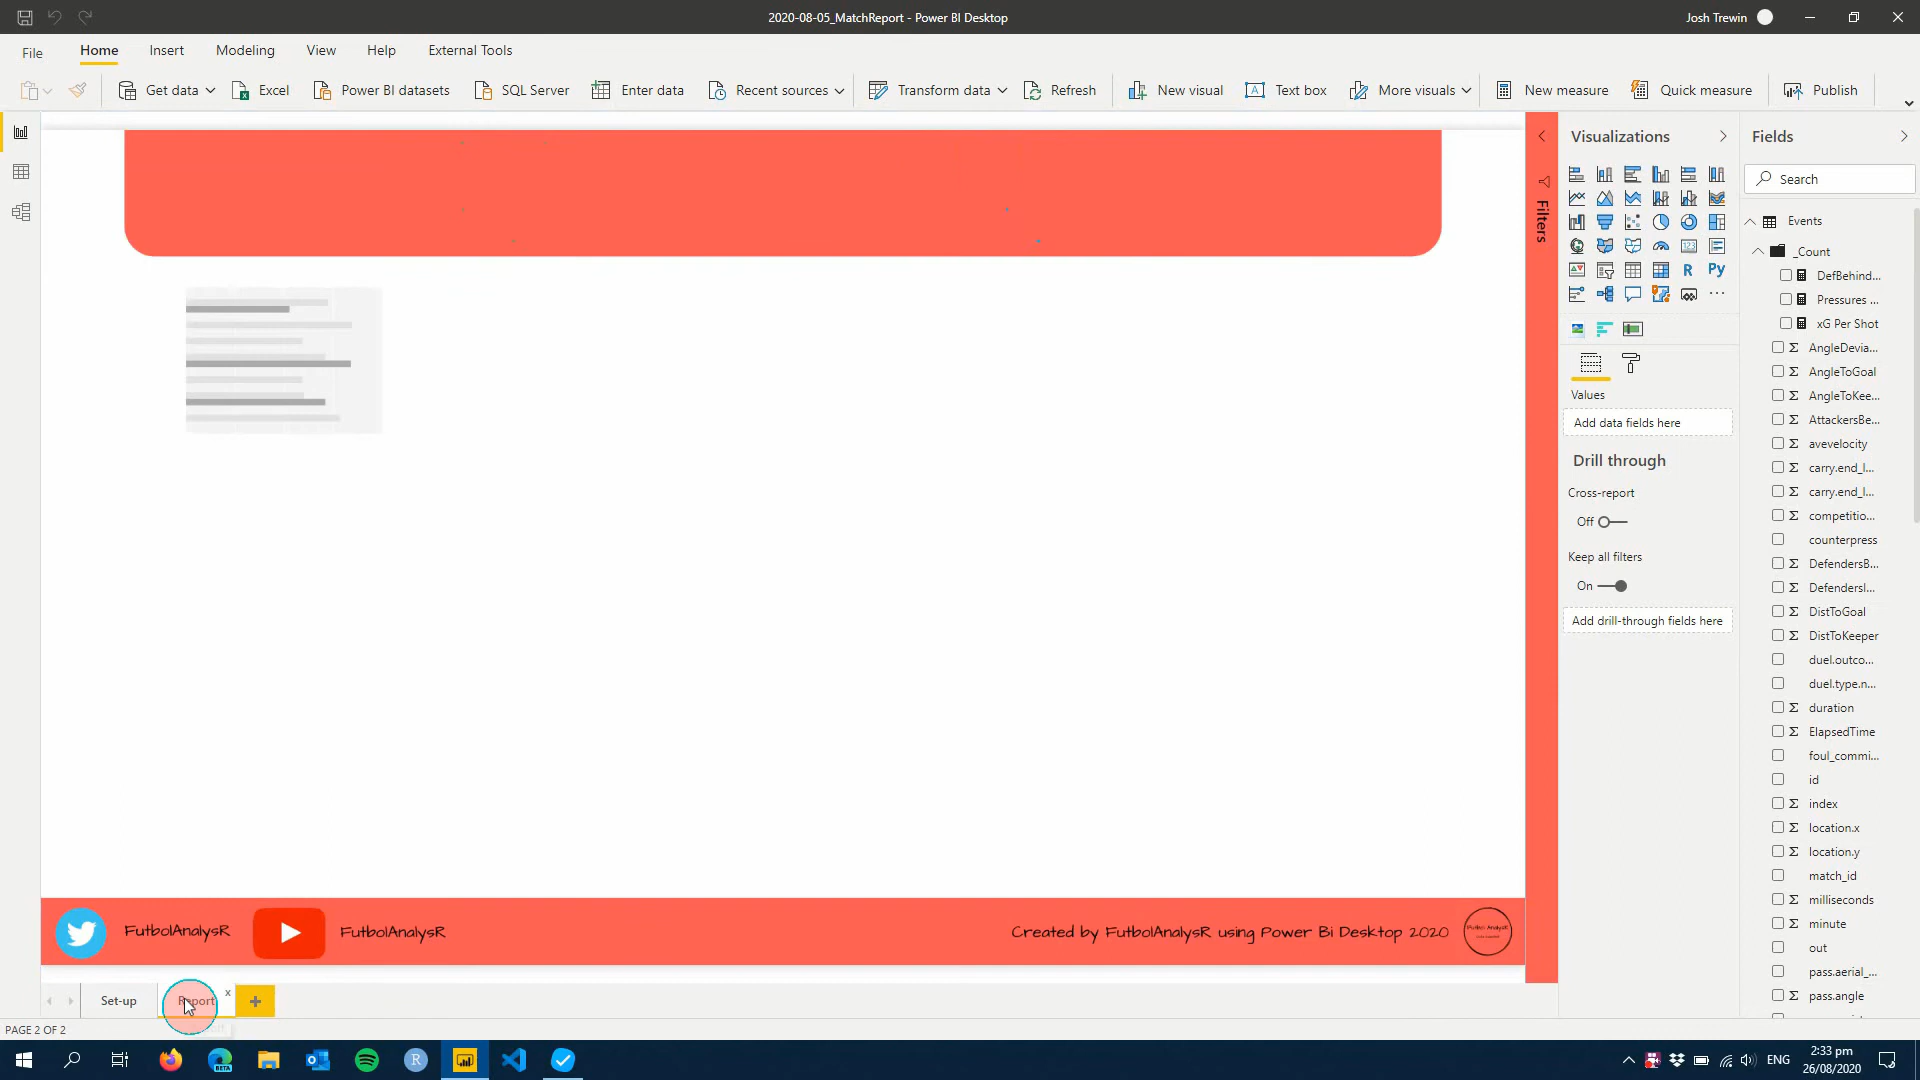 2020-08-05_MatchReport - Power BI Desktop
Josh Trewin
File
Home
Insert
Modeling
View
Help
External Tools
Get data
Excel
Power BI datasets
SQL Server
Enter data
Recent sources
Transform data
Refresh
New visual
Text box
More visuals
New measure
Quick measure
Publish
Filters
Visualizations
Values
Add data fields here
Drill through
Cross-report
Off
Keep all filters
On
Add drill-through fields here
Fields
Search
Events
_Count
DefBehind...
Pressures ...
xG Per Shot
AngleDevia...
AngleToGoal
AngleToKee...
AttackersBe...
avevelocity
carry.end_l...
carry.end_l...
competitio...
counterpress
DefendersB...
DefendersI...
DistToGoal
DistToKeeper
duel.outco...
duel.type.n...
duration
ElapsedTime
foul_commi...
id
index
location.x
location.y
match_id
milliseconds
minute
out
pass.aerial_...
pass.angle
FutbolAnalysR
FutbolAnalysR
Created by FutbolAnalysR using Power Bi Desktop 2020
Set-up
Report
PAGE 2 OF 2
ENG
2:33 pm
26/08/2020